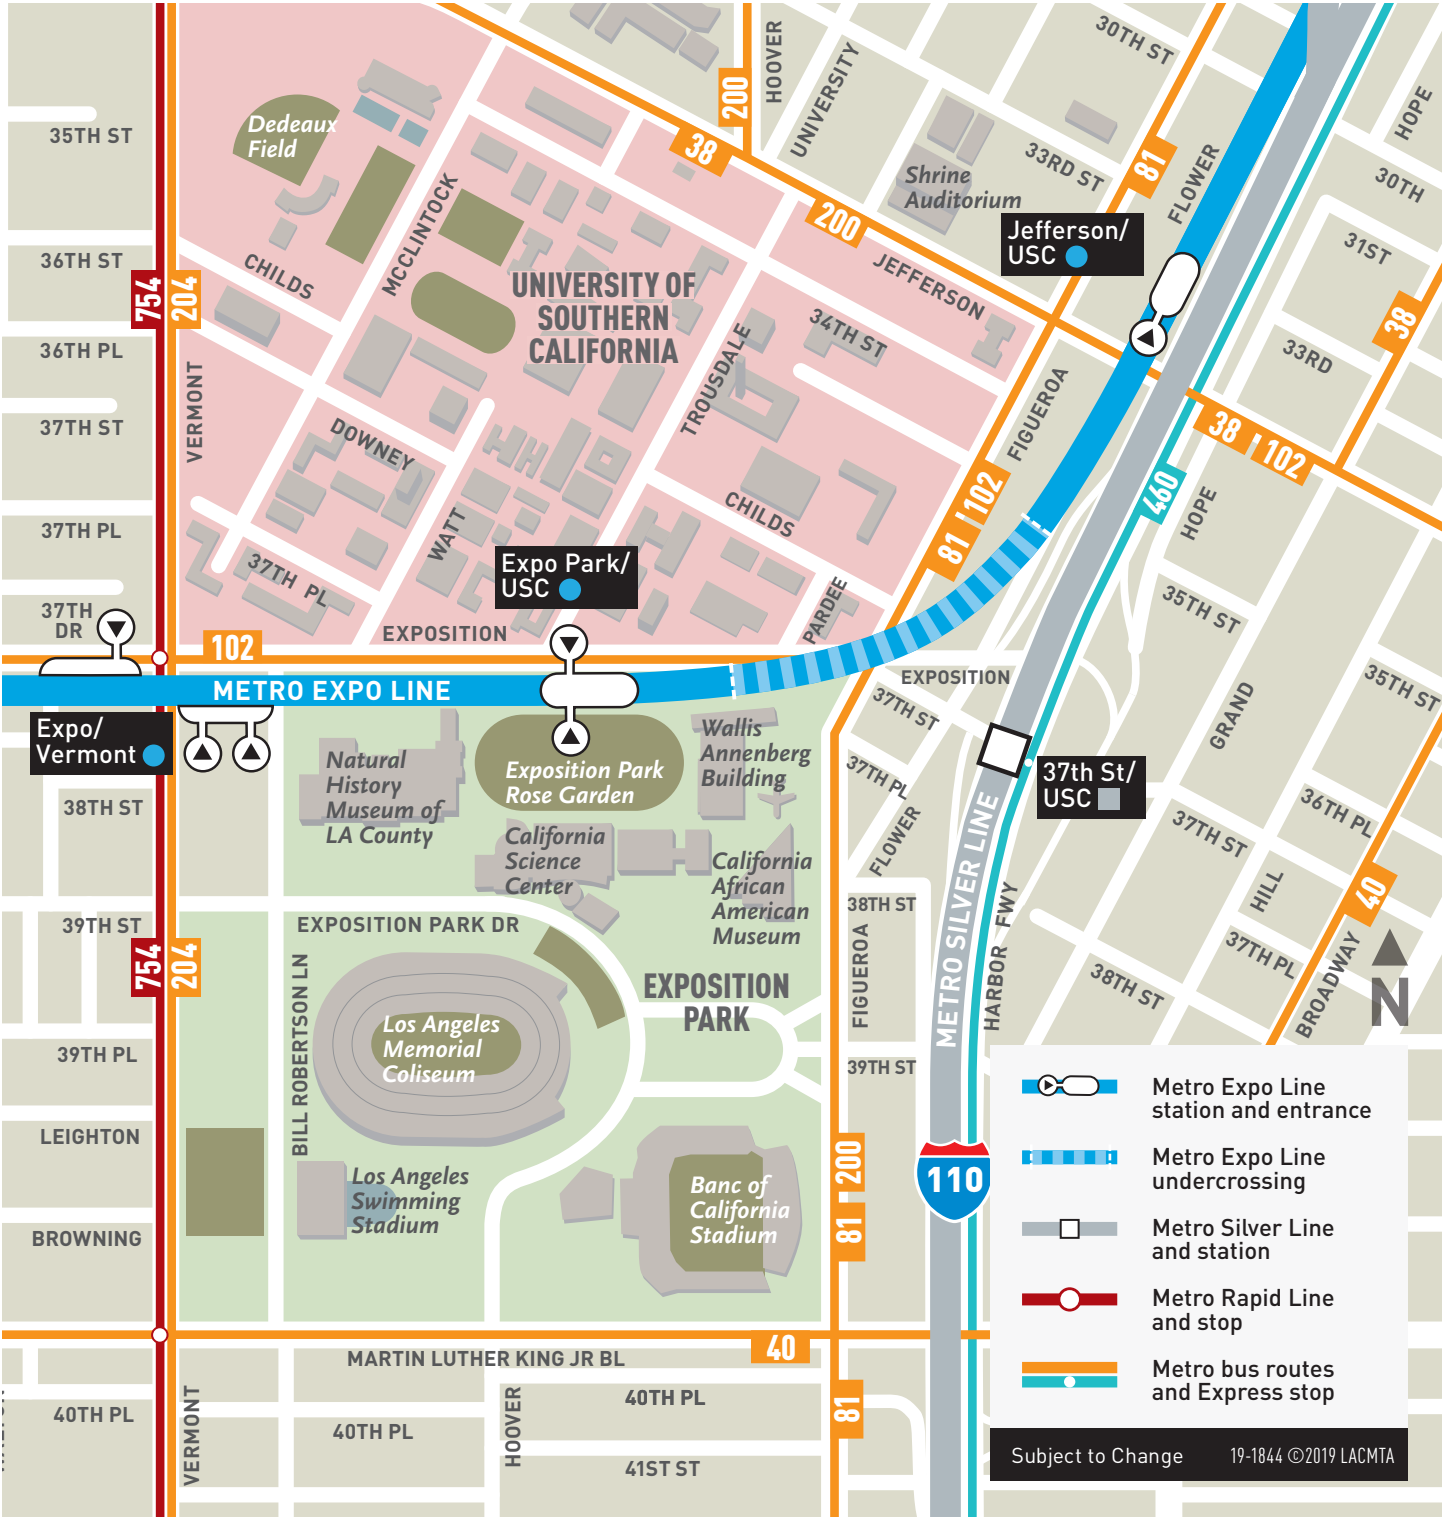 30TH ST
HOOVER
UNIVERSITY
HOPE
200
35TH ST
Dedeaux
Field
38
Shrine
Auditorium
33RD ST
81
FLOWER
30TH
MCCLINTOCK
200
Jefferson/
USC
31ST
36TH ST
CHILDS
754
204
UNIVERSITY OF
SOUTHERN
CALIFORNIA
JEFFERSON
34TH ST
TROUSDALE
38
33RD
36TH PL
VERMONT
FIGUEROA
37TH ST
DOWNEY
38
102
460
HOPE
CHILDS
81
102
37TH PL
WATT
37TH PL
Expo Park/
USC
PARDEE
35TH ST
37TH
DR
102
EXPOSITION
METRO EXPO LINE
EXPOSITION
37TH ST
35TH ST
GRAND
Expo/
Vermont
Natural
History
Museum of
LA County
Exposition Park
Rose Garden
Wallis
Annenberg
Building
37TH PL
37th St/
USC
38TH ST
California
Science
Center
California
African
American
Museum
FLOWER
METRO SILVER LINE
HARBOR FWY
37TH ST
36TH PL
HILL
40
39TH ST
754
204
EXPOSITION PARK DR
38TH ST
37TH PL
BROADWAY
N
38TH ST
BILL ROBERTSON LN
EXPOSITION
PARK
FIGUEROA
Los Angeles
Memorial
Coliseum
39TH PL
39TH ST
LEIGHTON
Los Angeles
Swimming
Stadium
Banc of
California
Stadium
200
81
110
BROWNING
40
MARTIN LUTHER KING JR BL
40TH PL
VERMONT
40TH PL
HOOVER
40TH PL
41ST ST
81
Metro Expo Line
station and entrance
Metro Expo Line
undercrossing
Metro Silver Line
and station
Metro Rapid Line
and stop
Metro bus routes
and Express stop
Subject to Change
19-1844 ©2019 LACMTA